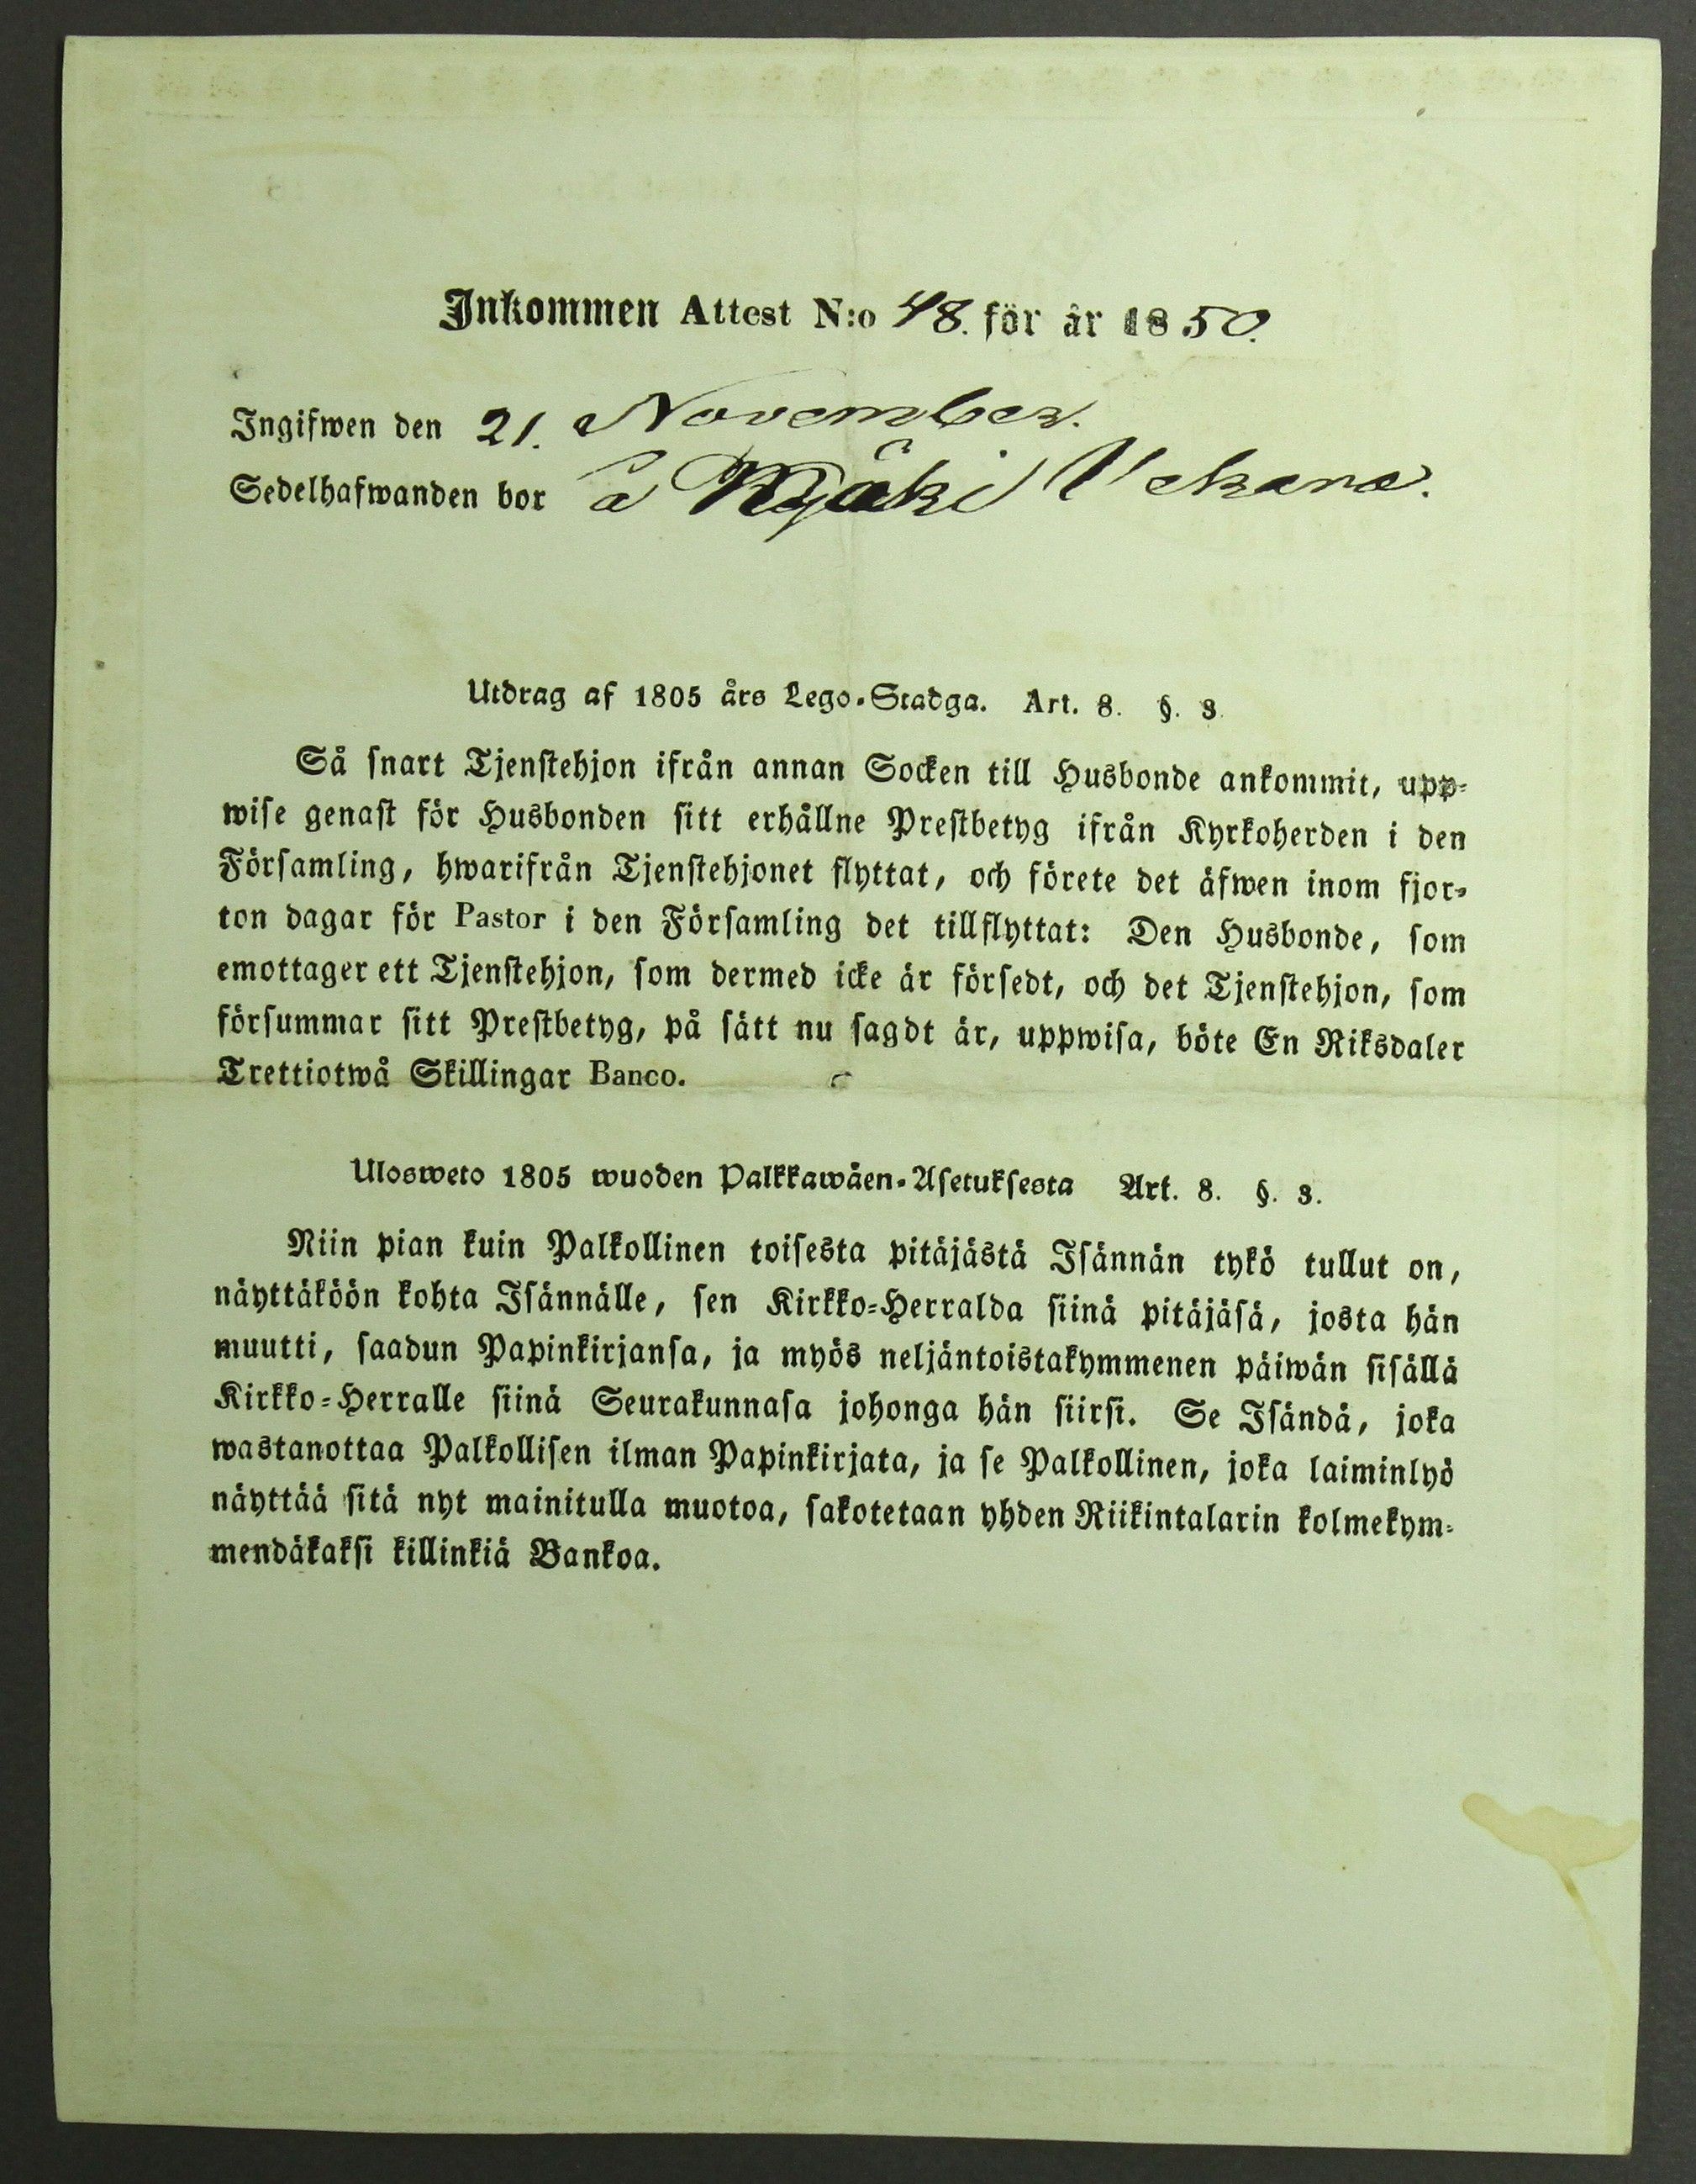 Inkommen Attest N:o 48. för år 1850.
Ingifwen den 21. November.
Sedelhafwanden bor å Mäki
Utdrag af 1805 års Lego-Stadga. Art. 8. §. 3.
Så snart Tjenstehjon ifrån annan Socken till Husbonde ankommit, upp-
wise genast för Husbonden sitt erhållne Prestbetyg ifrån Kyrkoherden i den
Församling, hwarifrån Tjenstehjonet flyttat, och förete det äfwen inom fjor-
ton dagar för Pastor i den Församling det tillflyttat: Den Husbonde, som
emottager ett Tjenstehjon, som dermed icke är försedt, och det Tjenstehjon, som
försummar sitt Prestbetyg, på sätt nu sagdt är, uppwisa, böte En Riksdaler
Trettiotwå Skillingar Banco.
Ulosweto 1805 wuoden Palkkawäen-Asetuksesta Art. 8. §. 3.
Niin pian kuin Palkollinen toisesta pitäjästä Isännän tykö tullut on,
näyttäköön kohta Isännälle, sen Kirkko-Herralda siinä pitäjäsä, josta hän
muutti, saadun Papinkirjansa, ja myös neljäntoistakymmenen päiwän sisällä
Kirkko-Herralle siinä Seurakunnasa johonga hän siirsi. Se Isändä, joka
wastanottaa Palkollisen ilman Papinkirjata, ja se Palkollinen, joka laiminlyö
näyttää sitä nyt mainitulla muotoa, sakotetaan yhden Riikintalarin kolmekym-
mendäkaksi killinkiä Bankoa.